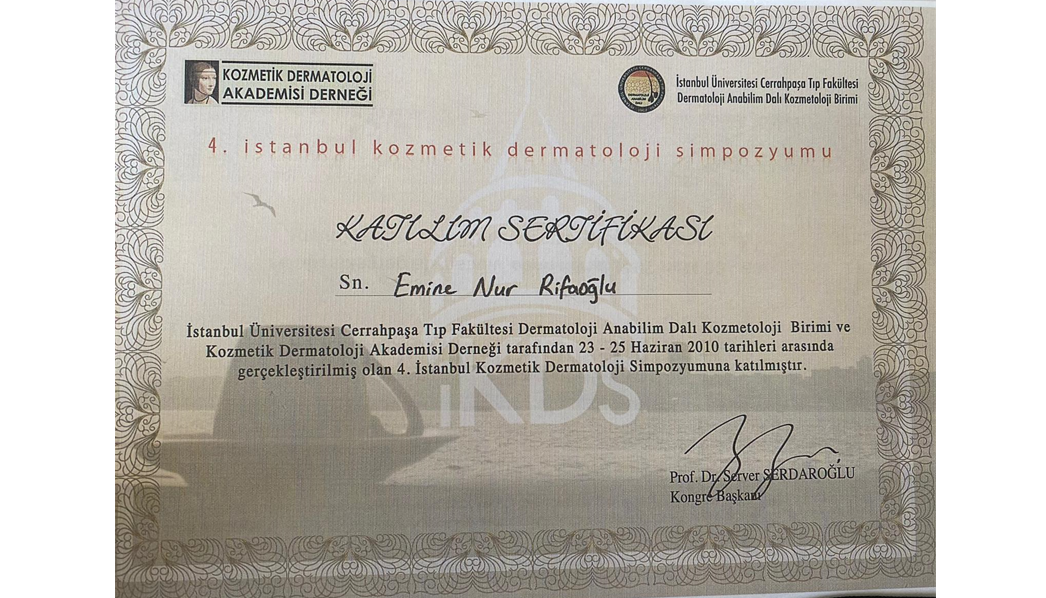 KOZMETİK DERMATOLOJİ
AKADEMİSİ DERNEĞİ
İstanbul Üniversitesi Cerrahpaşa Tıp Fakültesi
Dermatoloji Anabilim Dalı Kozmetoloji Birimi
4. istanbul kozmetik dermatoloji simpozyumu
KATILIM SERTİFİKASI
Sn. Emine Nur Rifaoğlu
İstanbul Üniversitesi Cerrahpaşa Tıp Fakültesi Dermatoloji Anabilim Dalı Kozmetoloji Birimi ve
Kozmetik Dermatoloji Akademisi Derneği tarafından 23 - 25 Haziran 2010 tarihleri arasında
gerçekleştirilmiş olan 4. İstanbul Kozmetik Dermatoloji Simpozyumuna katılmıştır.
iKDS
Prof. Dr. Server SERDAROĞLU
Kongre Başkanı